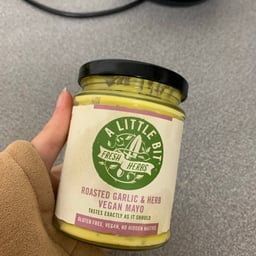 A LITTLE BIT
FRESH HERBS
ROASTED GARLIC & HERB
VEGAN MAYO
TASTES EXACTLY AS IT SHOULD
GLUTEN FREE, VEGAN, NO HIDDEN NASTIES